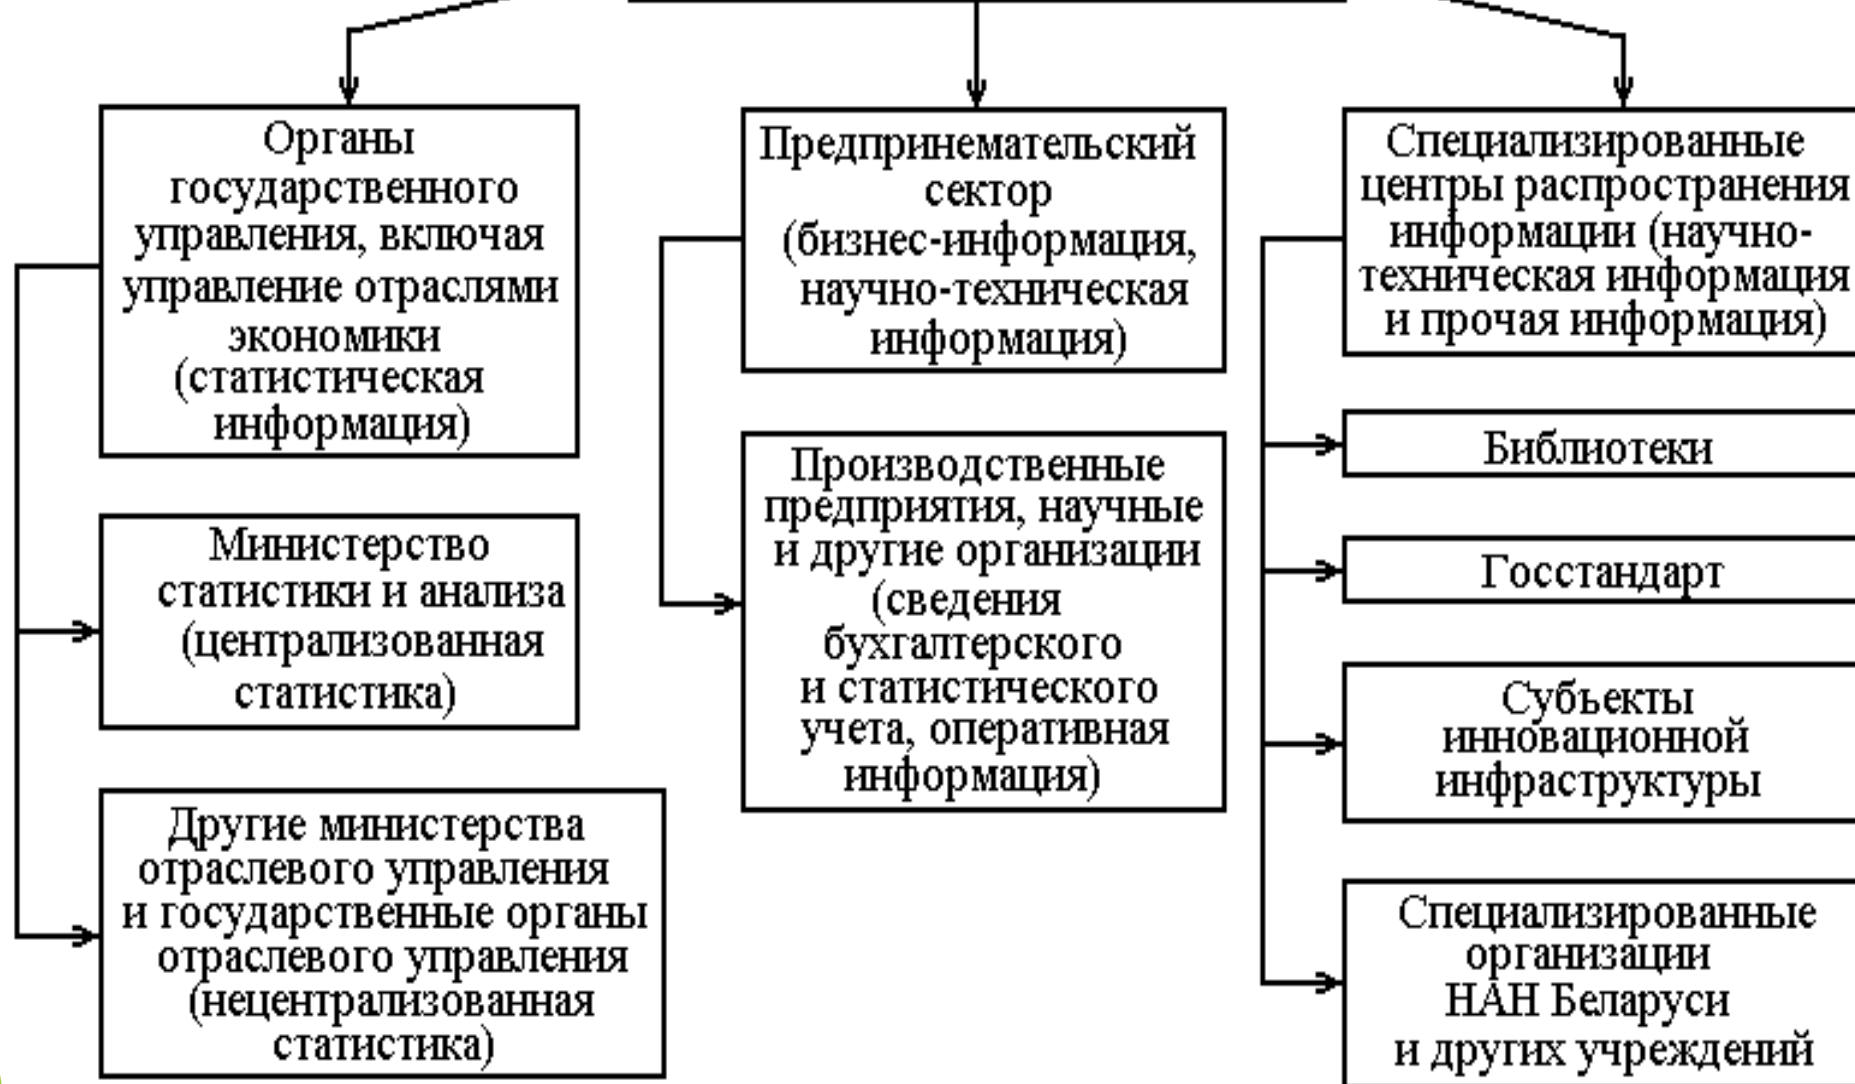 Органы
государственного
управления, включая
управление отраслями
экономики
(статистическая
информация)
Министерство
статистики и анализа
(централизованная
статистика)
Другие министерства
отраслевого управления
и государственные органы
отраслевого управления
(нецентрализованная
статистика)
Предпринемательский
сектор
(бизнес-информация,
научно-техническая
информация)
Производственные
предприятия, научные
и другие организации
(сведения
бухгалтерского
и статистического
учета, оперативная
информация)
Специализированные
центры распространения
информации (научно-
техническая информация
и прочая информация)
Библиотеки
Госстандарт
Субьекты
инновационной
инфраструктуры
Специализированные
организации
НАН Беларуси
и других учреждений